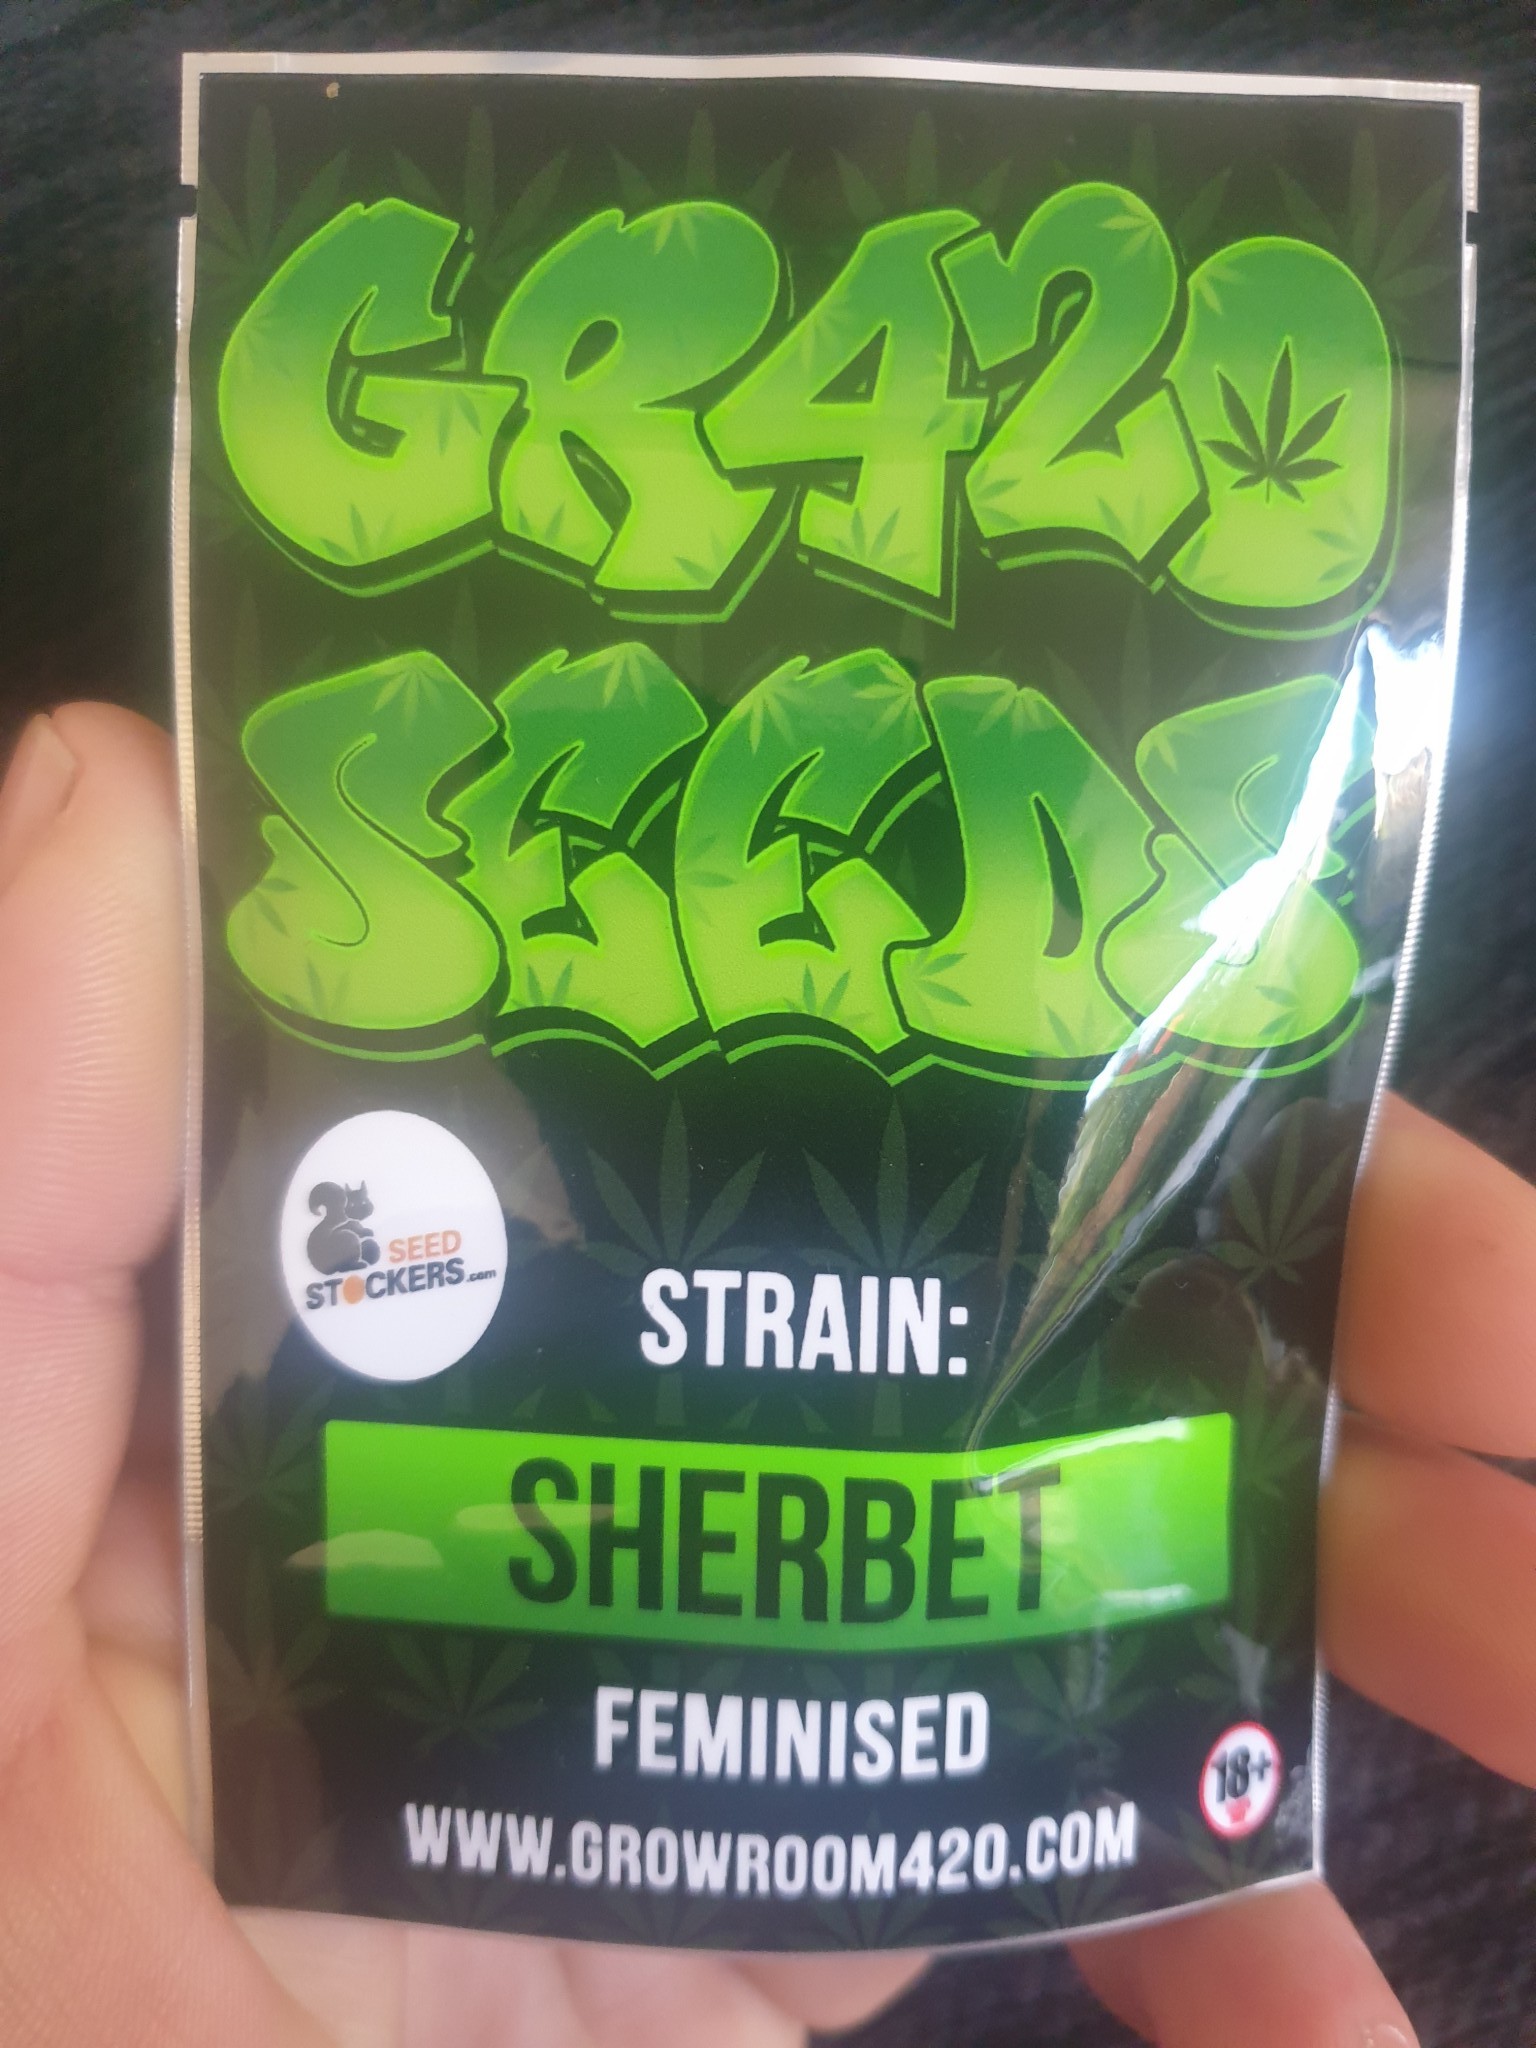 GR420
SEEDS
SEED
STOCKERS.com
STRAIN:
SHERBET
FEMINISED
18+
WWW.GROWROOM420.COM